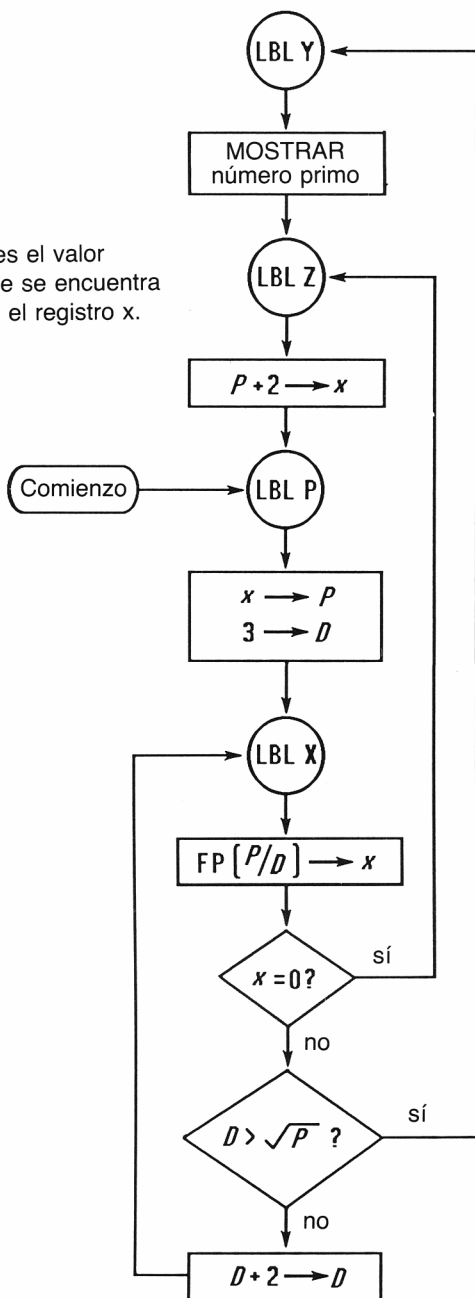 LBL Y
MOSTRAR
número primo
es el valor
e se encuentra
el registro x.
LBL Z
P + 2 → x
Comienzo
LBL P
x → P
3 → D
LBL X
FP [P/D] → x
x = 0?
sí
no
D > √P ?
sí
no
D + 2 → D